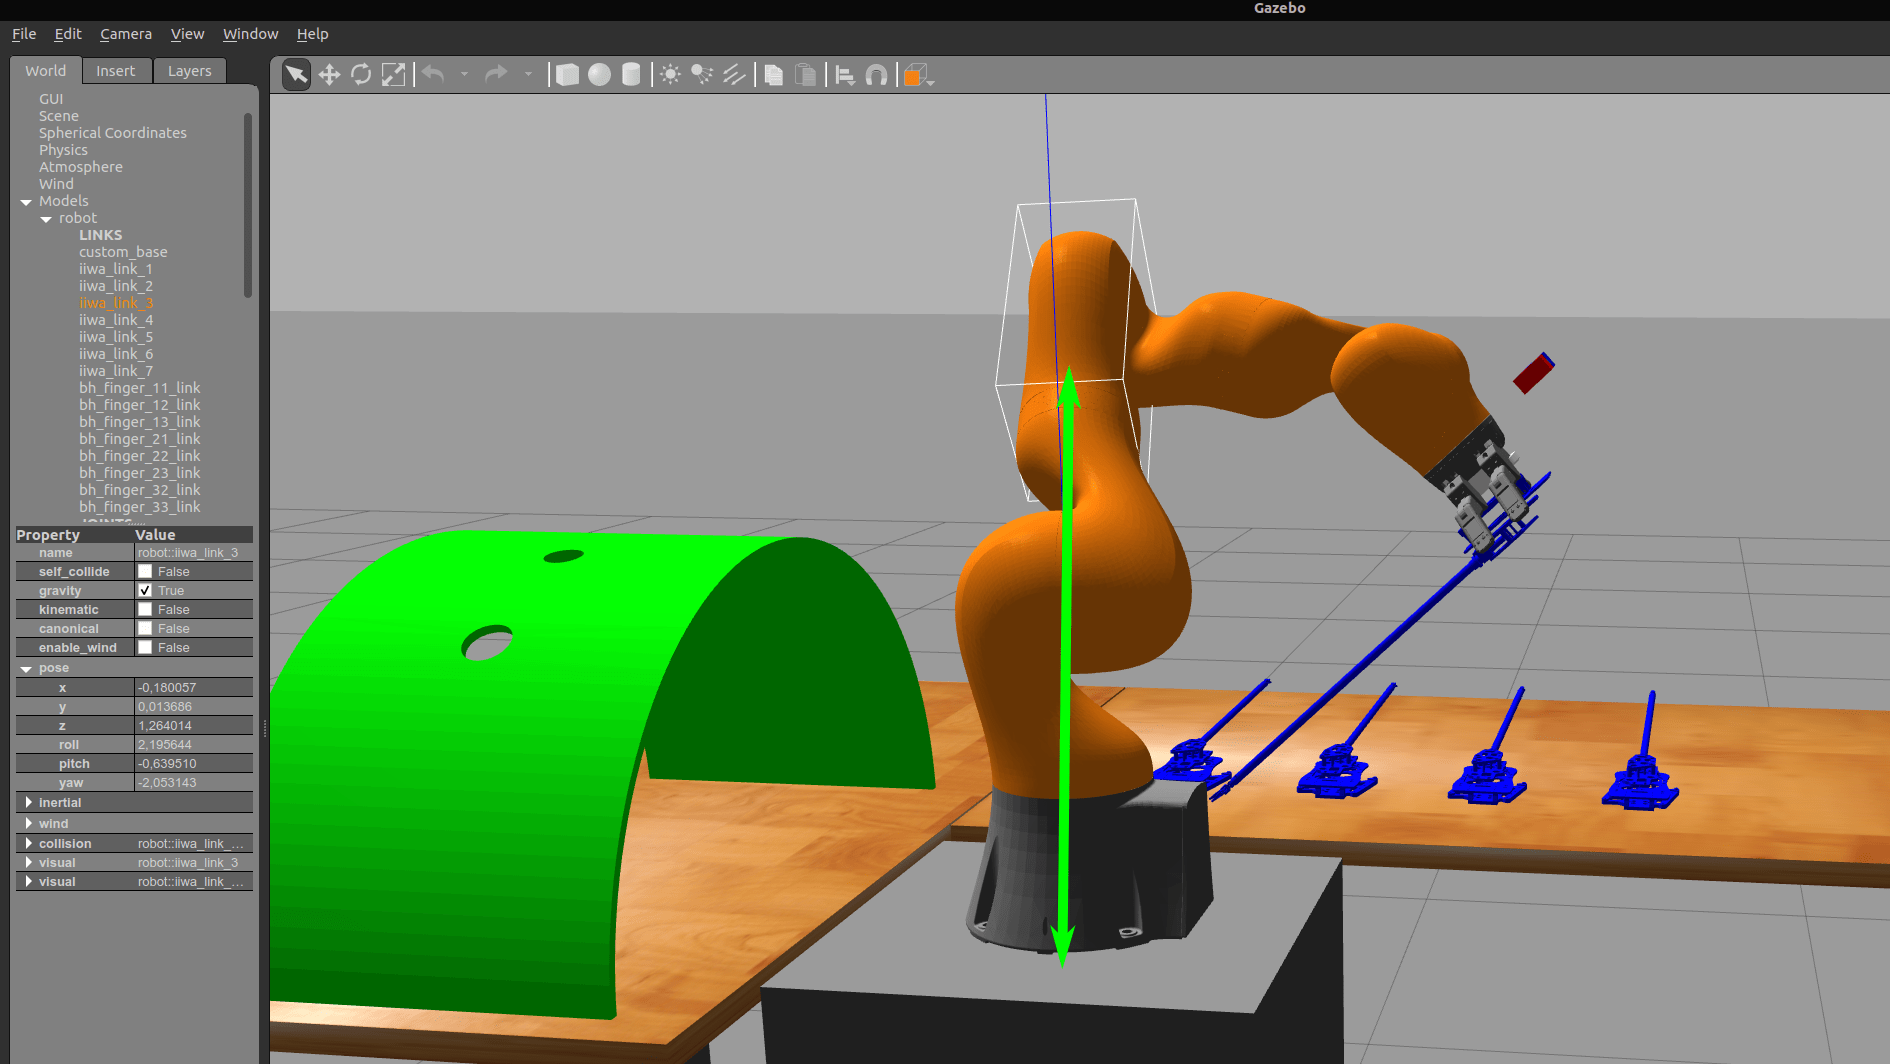 Gazebo
File Edit Camera View Window Help
World Insert Layers
GUI
Scene
Spherical Coordinates
Physics
Atmosphere
Wind
Models
robot
LINKS
custom_base
iiwa_link_1
iiwa_link_2
iiwa_link_3
iiwa_link_4
iiwa_link_5
iiwa_link_6
iiwa_link_7
bh_finger_11_link
bh_finger_12_link
bh_finger_13_link
bh_finger_21_link
bh_finger_22_link
bh_finger_23_link
bh_finger_32_link
bh_finger_33_link
Property Value
name robot::iiwa_link_3
self_collide False
gravity True
kinematic False
canonical False
enable_wind False
pose
x -0,180057
y 0,013686
z 1,264014
roll 2,195644
pitch -0,639510
yaw -2,053143
inertial
wind
collision robot::iiwa_link_...
visual robot::iiwa_link_3
visual robot::iiwa_link_...